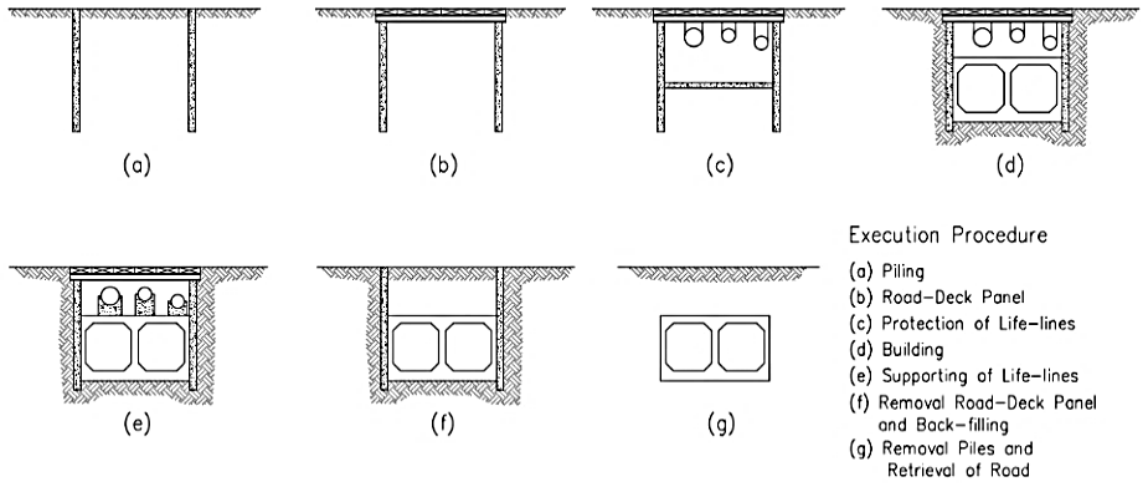 (a)
(b)
(c)
(d)
(e)
(f)
(g)
Execution Procedure
(a) Piling
(b) Road-Deck Panel
(c) Protection of Life-lines
(d) Building
(e) Supporting of Life-lines
(f) Removal Road-Deck Panel
and Back-filling
(g) Removal Piles and
Retrieval of Road